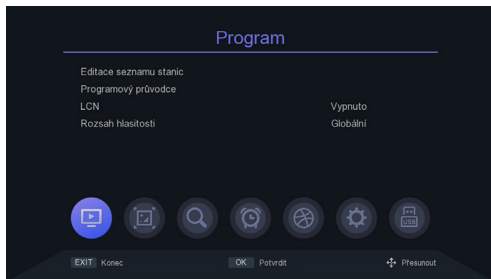 Program
Editace seznamu stanic
Programový průvodce
LCN Vypnuto
Rozsah hlasitosti Globální
USB
EXIT Konec OK Potvrdit Přesunout